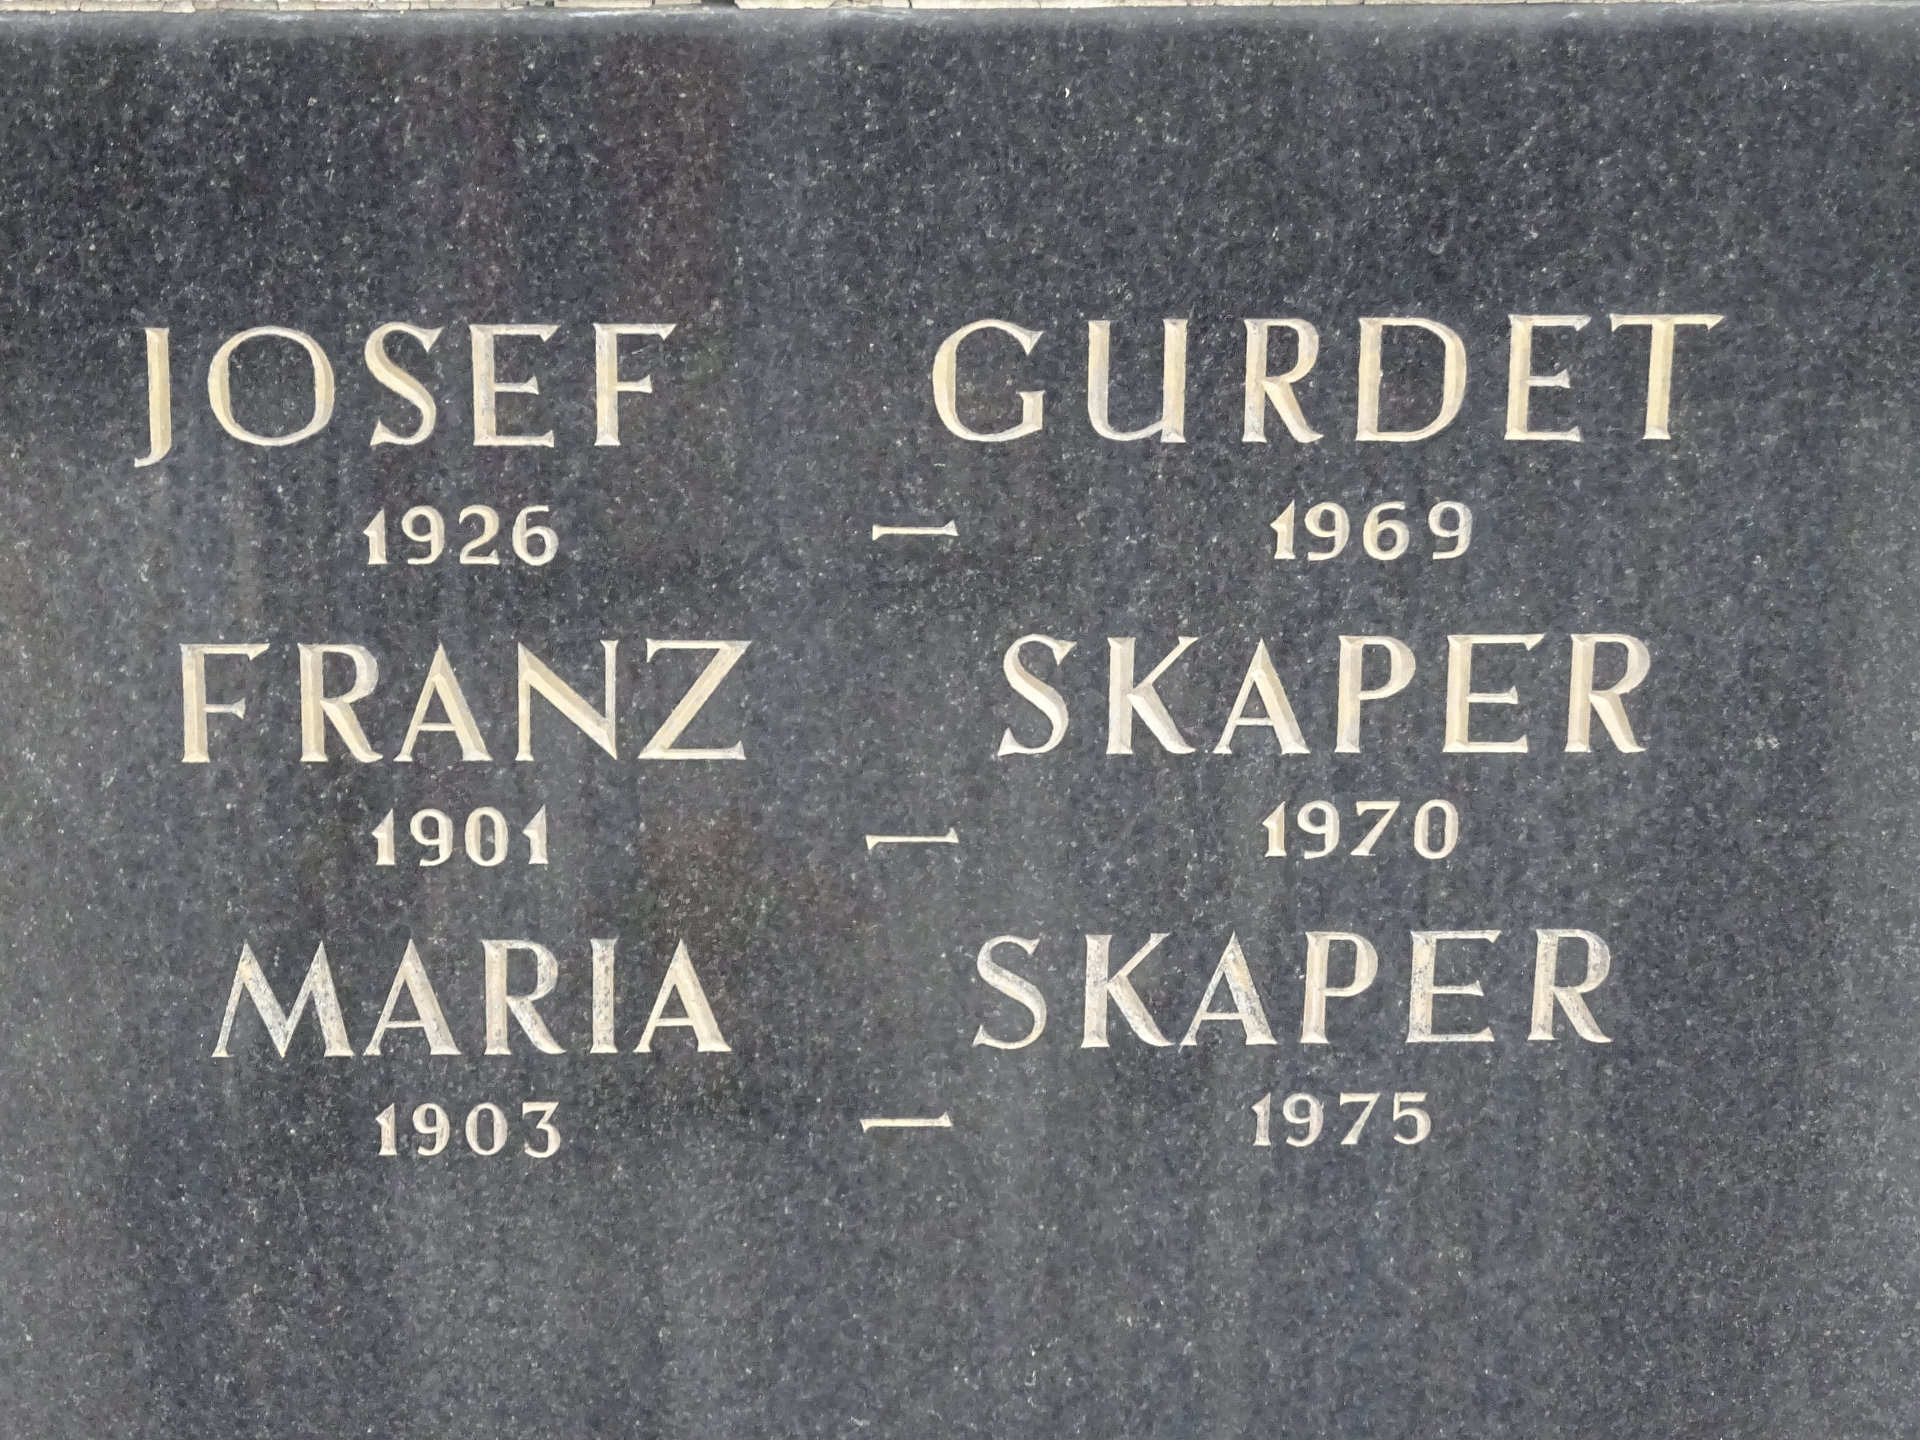 JOSEF GURDET
1926 – 1969
FRANZ SKAPER
1901 – 1970
MARIA SKAPER
1903 – 1975